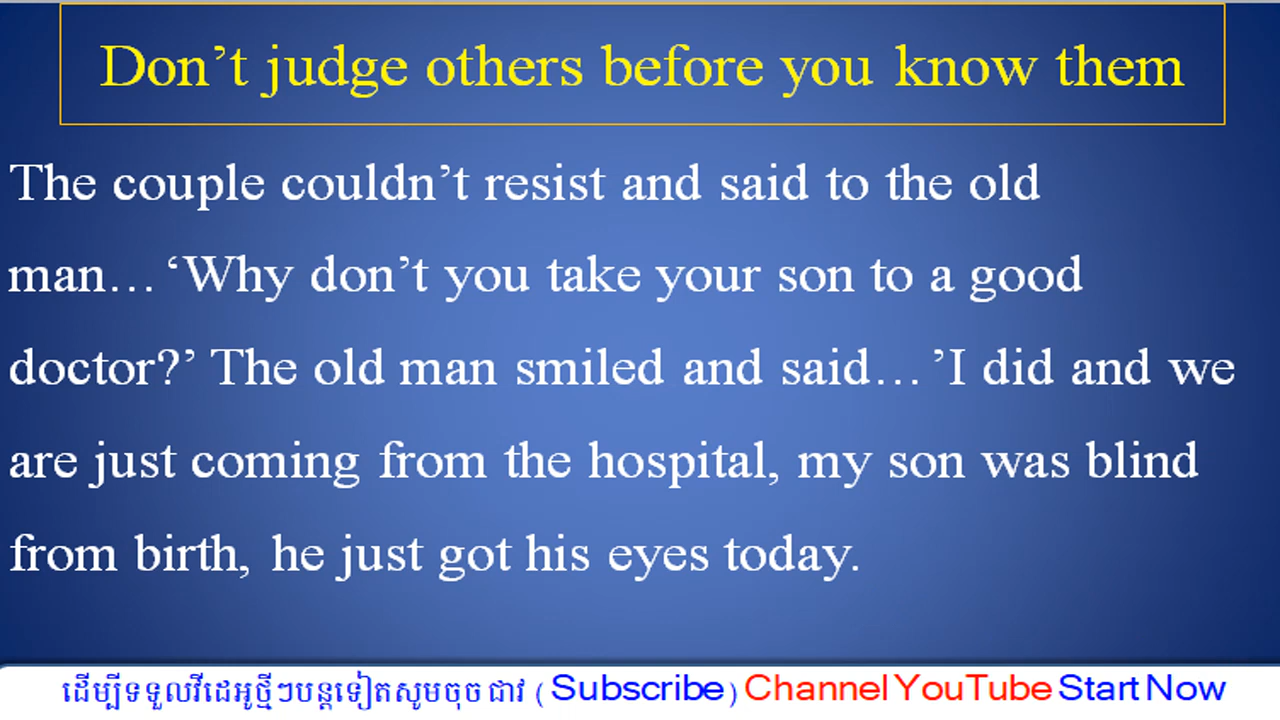 Don’t judge others before you know them
The couple couldn’t resist and said to the old
man… ‘Why don’t you take your son to a good
doctor?’ The old man smiled and said… ’I did and we
are just coming from the hospital, my son was blind
from birth, he just got his eyes today.
ដើម្បីទទួលវីដេអូថ្មីៗបន្តទៀតសូមចុច ជាវ ( Subscribe ) Channel YouTube Start Now